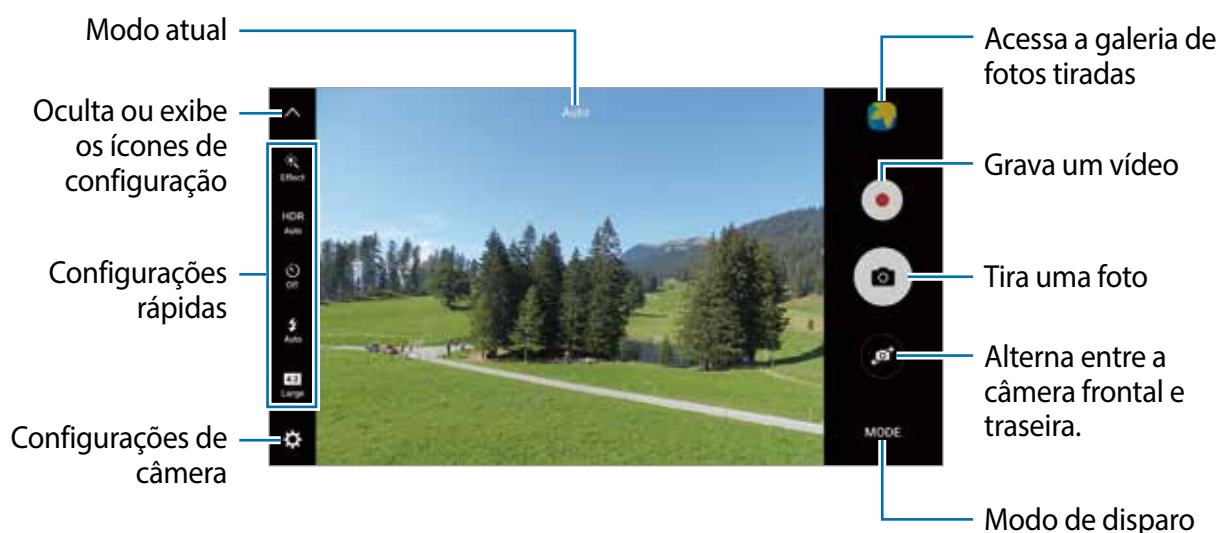 Modo atual
Oculta ou exibe
os ícones de
configuração
Configurações
rápidas
Configurações de
câmera
Auto
Effect
HDR
Auto
Off
Auto
4:3
Large
MODE
Acessa a galeria de
fotos tiradas
Grava um vídeo
Tira uma foto
Alterna entre a
câmera frontal e
traseira.
Modo de disparo